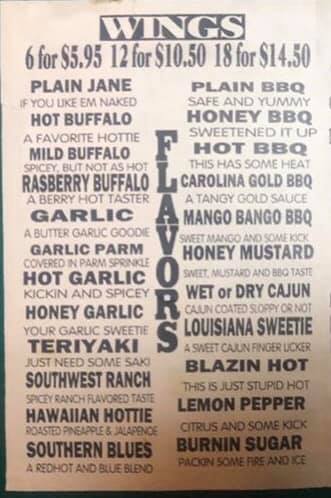 WINGS
6 for $5.95 12 for $10.50 18 for $14.50
PLAIN JANE
IF YOU LIKE EM NAKED
HOT BUFFALO
A FAVORITE HOTTIE
MILD BUFFALO
SPICEY, BUT NOT AS HOT
RASBERRY BUFFALO
A BERRY HOT TASTER
GARLIC
A BUTTER GARLIC GOODIE
GARLIC PARM
COVERED IN PARM SPRINKLE
HOT GARLIC
KICKIN AND SPICEY
HONEY GARLIC
YOUR GARLIC SWEETIE
TERIYAKI
JUST NEED SOME SAKI
SOUTHWEST RANCH
SPICEY RANCH FLAVORED TASTE
HAWAIIAN HOTTIE
ROASTED PINEAPPLE & JALAPENOE
SOUTHERN BLUES
A REDHOT AND BLUE BLEND
FLAVORS
PLAIN BBQ
SAFE AND YUMMY
HONEY BBQ
SWEETENED IT UP
HOT BBQ
THIS HAS SOME HEAT
CAROLINA GOLD BBQ
A TANGY GOLD SAUCE
MANGO BANGO BBQ
SWEET MANGO AND SOME KICK
HONEY MUSTARD
SWEET, MUSTARD AND BBQ TASTE
WET or DRY CAJUN
CAJUN COATED SLOPPY OR NOT
LOUISIANA SWEETIE
A SWEET CAJUN FINGER LICKER
BLAZIN HOT
THIS IS JUST STUPID HOT
LEMON PEPPER
CITRUS AND SOME KICK
BURNIN SUGAR
PACKIN SOME FIRE AND ICE